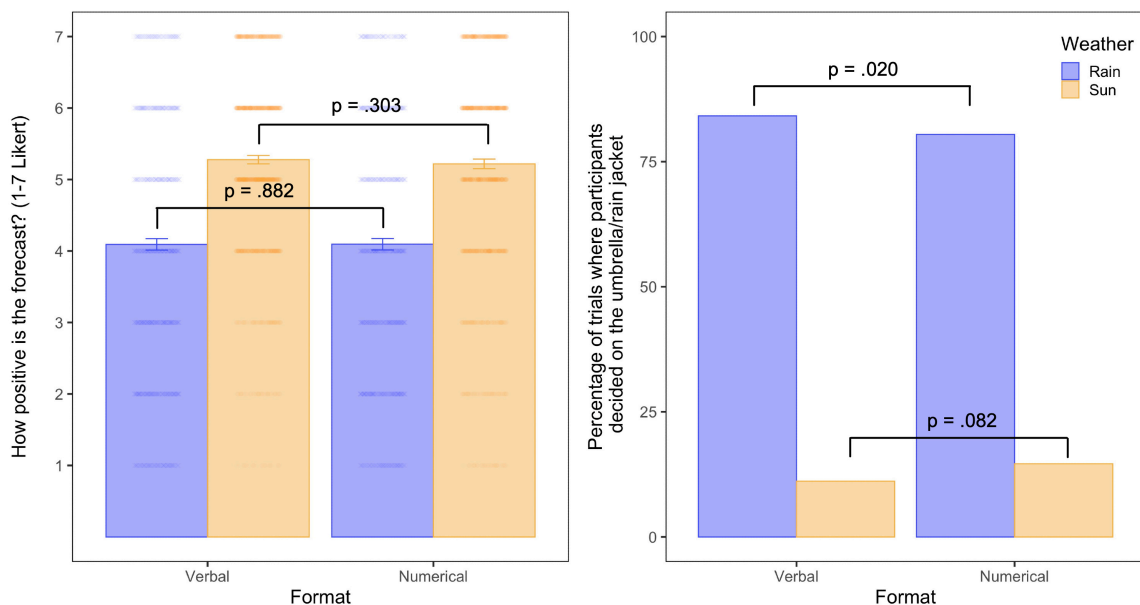 How positive is the forecast? (1-7 Likert)
7
6
5
4
3
2
1
p = .303
p = .882
Verbal
Numerical
Format
Percentage of trials where participants
decided on the umbrella/rain jacket
100
75
50
25
0
p = .020
p = .082
Weather
Rain
Sun
Verbal
Numerical
Format